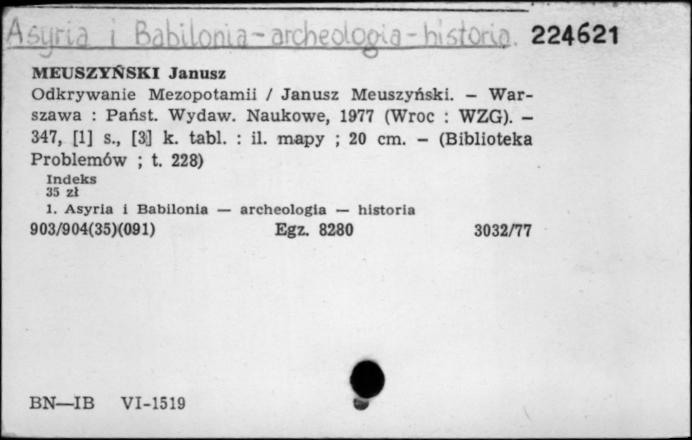 Asyria i Babilonia - archeologia - historia. 224621
MEUSZYŃSKI Janusz
Odkrywanie Mezopotamii / Janusz Meuszyński. — War-
szawa : Państ. Wydaw. Naukowe, 1977 (Wroc : WZG). —
347, [1] s., [3] k. tabl. : il. mapy ; 20 cm. — (Biblioteka
Problemów ; t. 228)
Indeks
35 zł
1. Asyria i Babilonia — archeologia — historia
903/904(35)(091) Egz. 8280 3032/77
BN—IB VI-1519